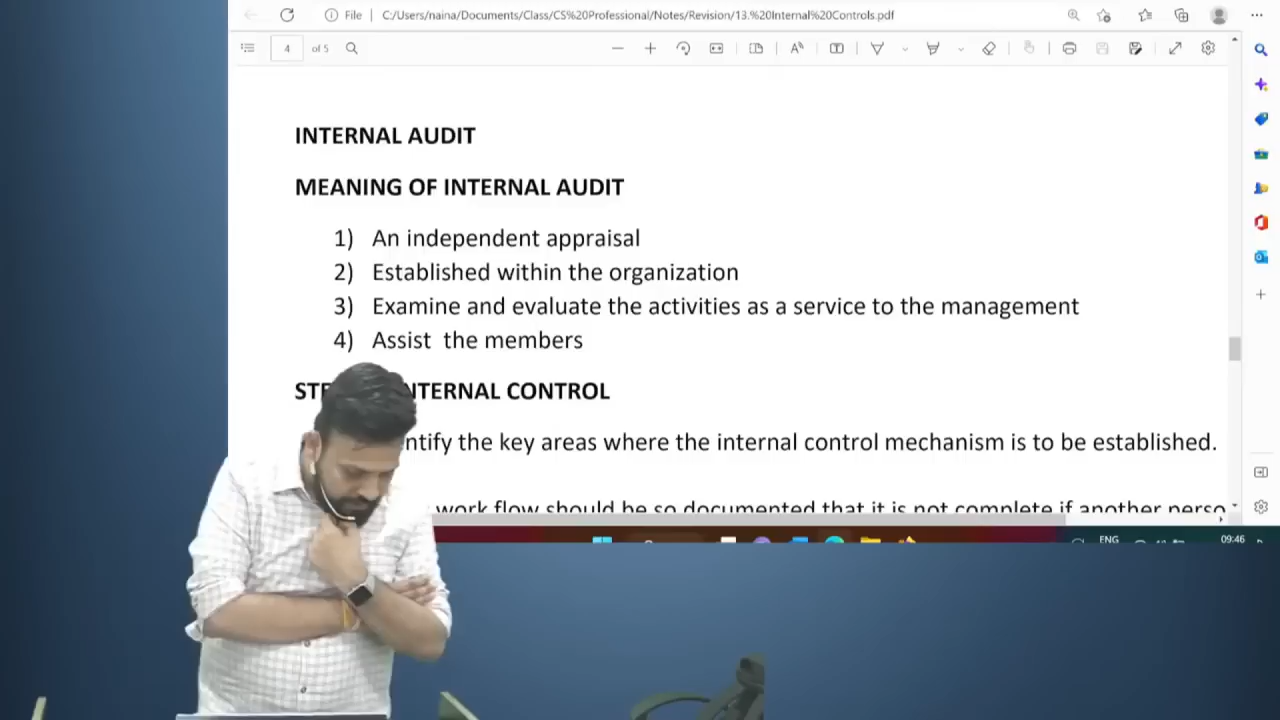 File C:/Users/naina/Documents/Class/CS%20Professional/Notes/Revision/13.%20Internal%20Controls.pdf
4 of 5
INTERNAL AUDIT
MEANING OF INTERNAL AUDIT
1) An independent appraisal
2) Established within the organization
3) Examine and evaluate the activities as a service to the management
4) Assist the members
INTERNAL CONTROL
the key areas where the internal control mechanism is to be established.
work flow should be so documented that it is not complete if another
ENG
09:46